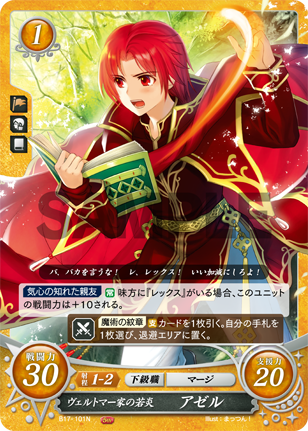 1
SAMPLE
バ、バカを言うな！　レ、レックス！　いい加減にしろよ！
気心の知れた親友 常 味方に『レックス』がいる場合、このユニット
の戦闘力は+10される。
魔術の紋章 支 カードを1枚引く。自分の手札を
1枚選び、退避エリアに置く。
戦闘力
30
射程 1-2 下級職 マージ
支援力
20
ヴェルトマー家の若炎 アゼル
B17-101N
Illust：まっつん！